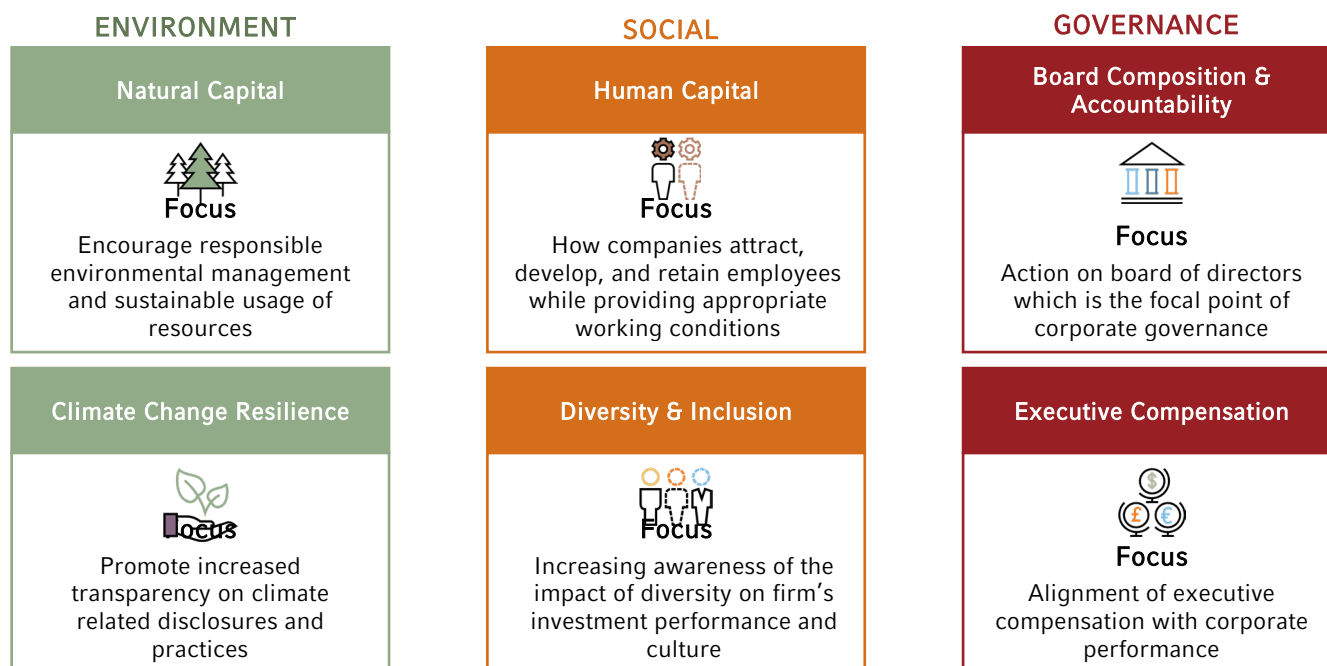 ENVIRONMENT
Natural Capital
Focus
Encourage responsible
environmental management
and sustainable usage of
resources
Climate Change Resilience
Focus
Promote increased
transparency on climate
related disclosures and
practices
SOCIAL
Human Capital
Focus
How companies attract,
develop, and retain employees
while providing appropriate
working conditions
Diversity & Inclusion
Focus
Increasing awareness of the
impact of diversity on firm's
investment performance and
culture
GOVERNANCE
Board Composition &
Accountability
Focus
Action on board of directors
which is the focal point of
corporate governance
Executive Compensation
$
£
€
Focus
Alignment of executive
compensation with corporate
performance